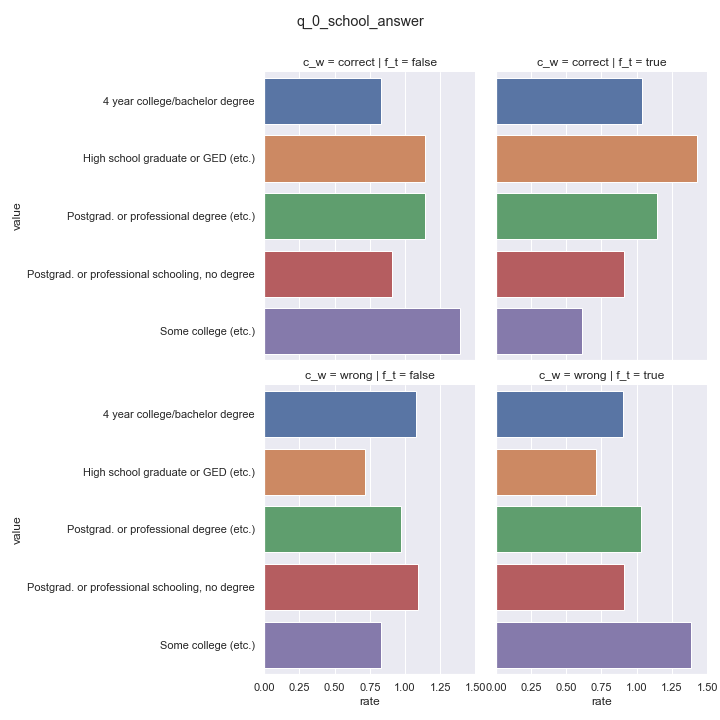 q_0_school_answer
c_w = correct | f_t = false
c_w = correct | f_t = true
4 year college/bachelor degree
High school graduate or GED (etc.)
Postgrad. or professional degree (etc.)
Postgrad. or professional schooling, no degree
Some college (etc.)
value
c_w = wrong | f_t = false
c_w = wrong | f_t = true
4 year college/bachelor degree
High school graduate or GED (etc.)
Postgrad. or professional degree (etc.)
Postgrad. or professional schooling, no degree
Some college (etc.)
value
0.00 0.25 0.50 0.75 1.00 1.25 1.50
0.00 0.25 0.50 0.75 1.00 1.25 1.50
rate
rate